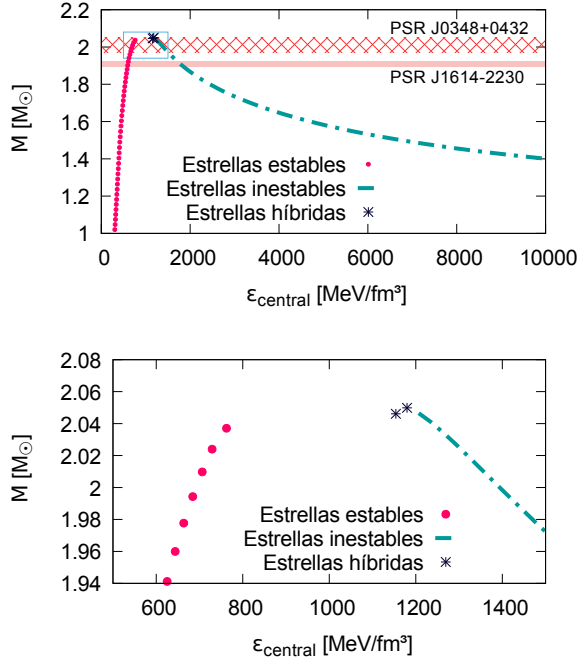 2.2
2
1.8
1.6
1.4
1.2
1
M [M☉]
PSR J0348+0432
PSR J1614-2230
Estrellas estables
Estrellas inestables
Estrellas híbridas
0 2000 4000 6000 8000 10000
εcentral [MeV/fm³]
2.08
2.06
2.04
2.02
2
1.98
1.96
1.94
M [M☉]
Estrellas estables
Estrellas inestables
Estrellas híbridas
600 800 1000 1200 1400
εcentral [MeV/fm³]